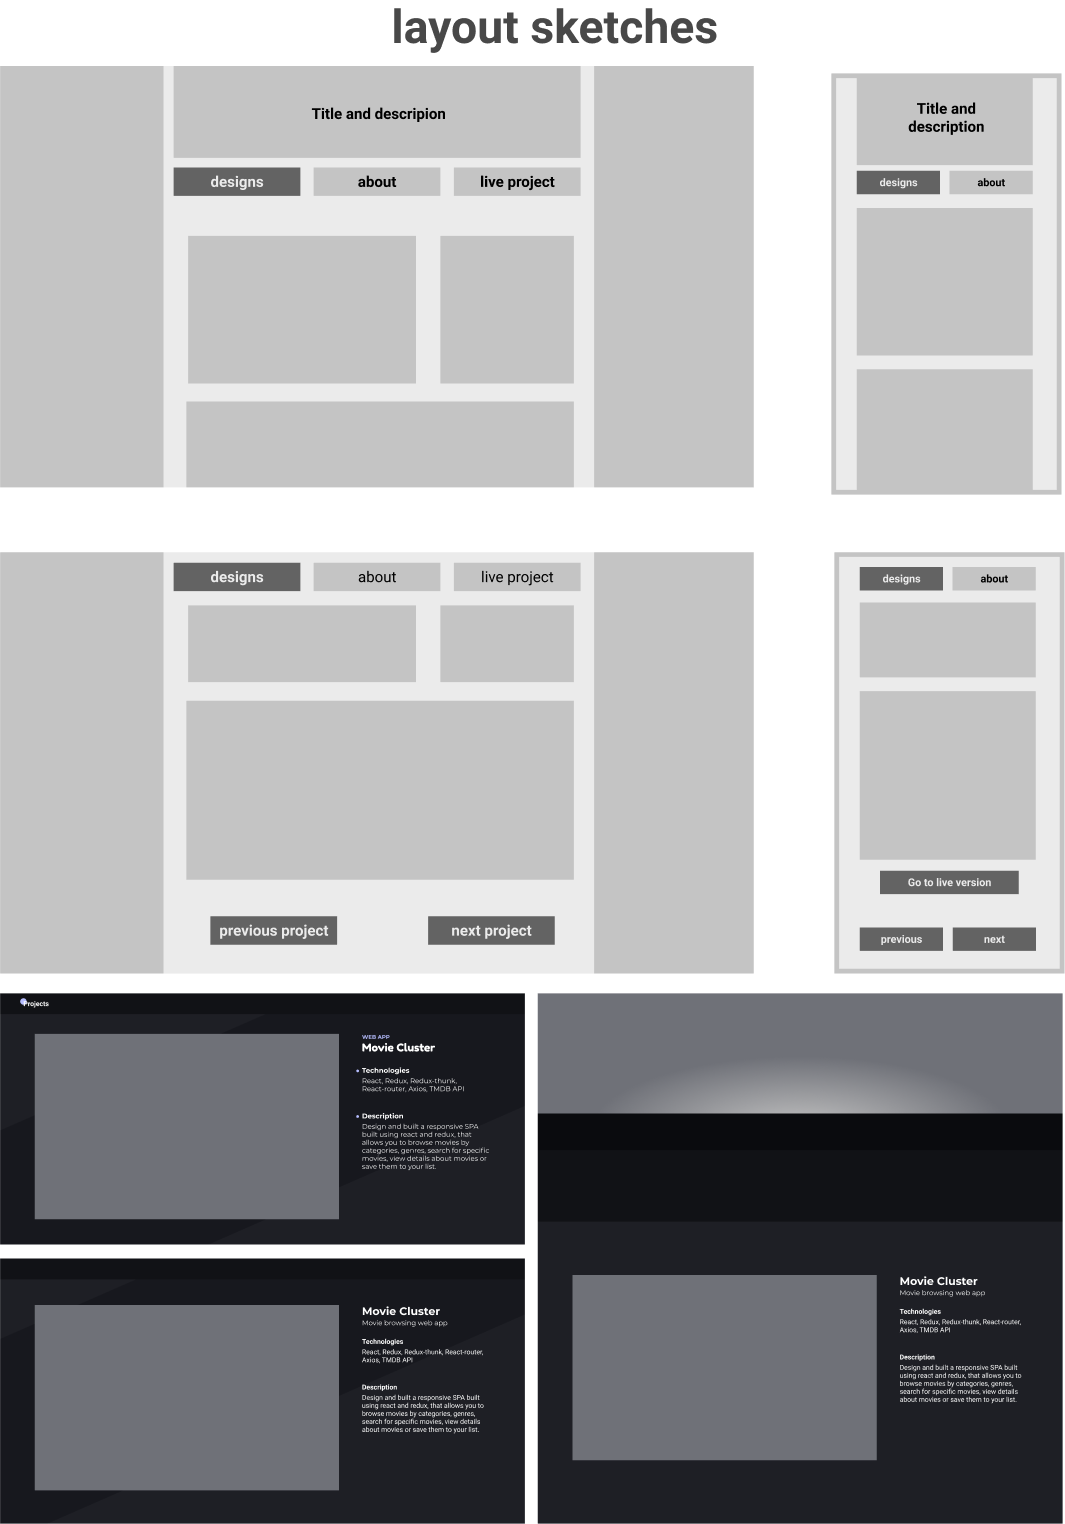 layout sketches
Title and descripion
designs
about
live project
Title and
description
designs
about
designs
about
live project
previous project
next project
designs
about
Go to live version
previous
next
Projects
WEB APP
Movie Cluster
Technologies
React, Redux, Redux-thunk,
React-router, Axios, TMDB API
Description
Design and built a responsive SPA
built using react and redux, that
allows you to browse movies by
categories, genres, search for specific
movies, view details about movies or
save them to your list.
Movie Cluster
Movie browsing web app
Technologies
React, Redux, Redux-thunk, React-router,
Axios, TMDB API
Description
Design and built a responsive SPA built
using react and redux, that allows you to
browse movies by categories, genres,
search for specific movies, view details
about movies or save them to your list.
Movie Cluster
Movie browsing web app
Technologies
React, Redux, Redux-thunk, React-router,
Axios, TMDB API
Description
Design and built a responsive SPA built
using react and redux, that allows you to
browse movies by categories, genres,
search for specific movies, view details
about movies or save them to your list.